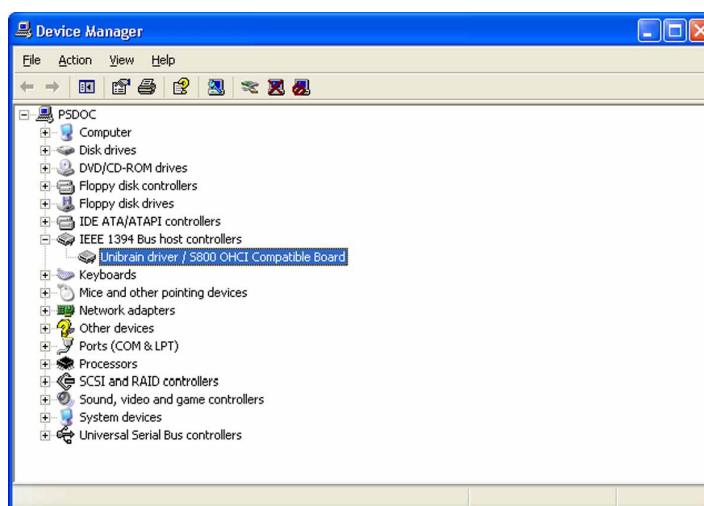 Device Manager
File Action View Help
PSDOC
Computer
Disk drives
DVD/CD-ROM drives
Floppy disk controllers
Floppy disk drives
IDE ATA/ATAPI controllers
IEEE 1394 Bus host controllers
Unibrain driver / S800 OHCI Compatible Board
Keyboards
Mice and other pointing devices
Network adapters
Other devices
Ports (COM & LPT)
Processors
SCSI and RAID controllers
Sound, video and game controllers
System devices
Universal Serial Bus controllers